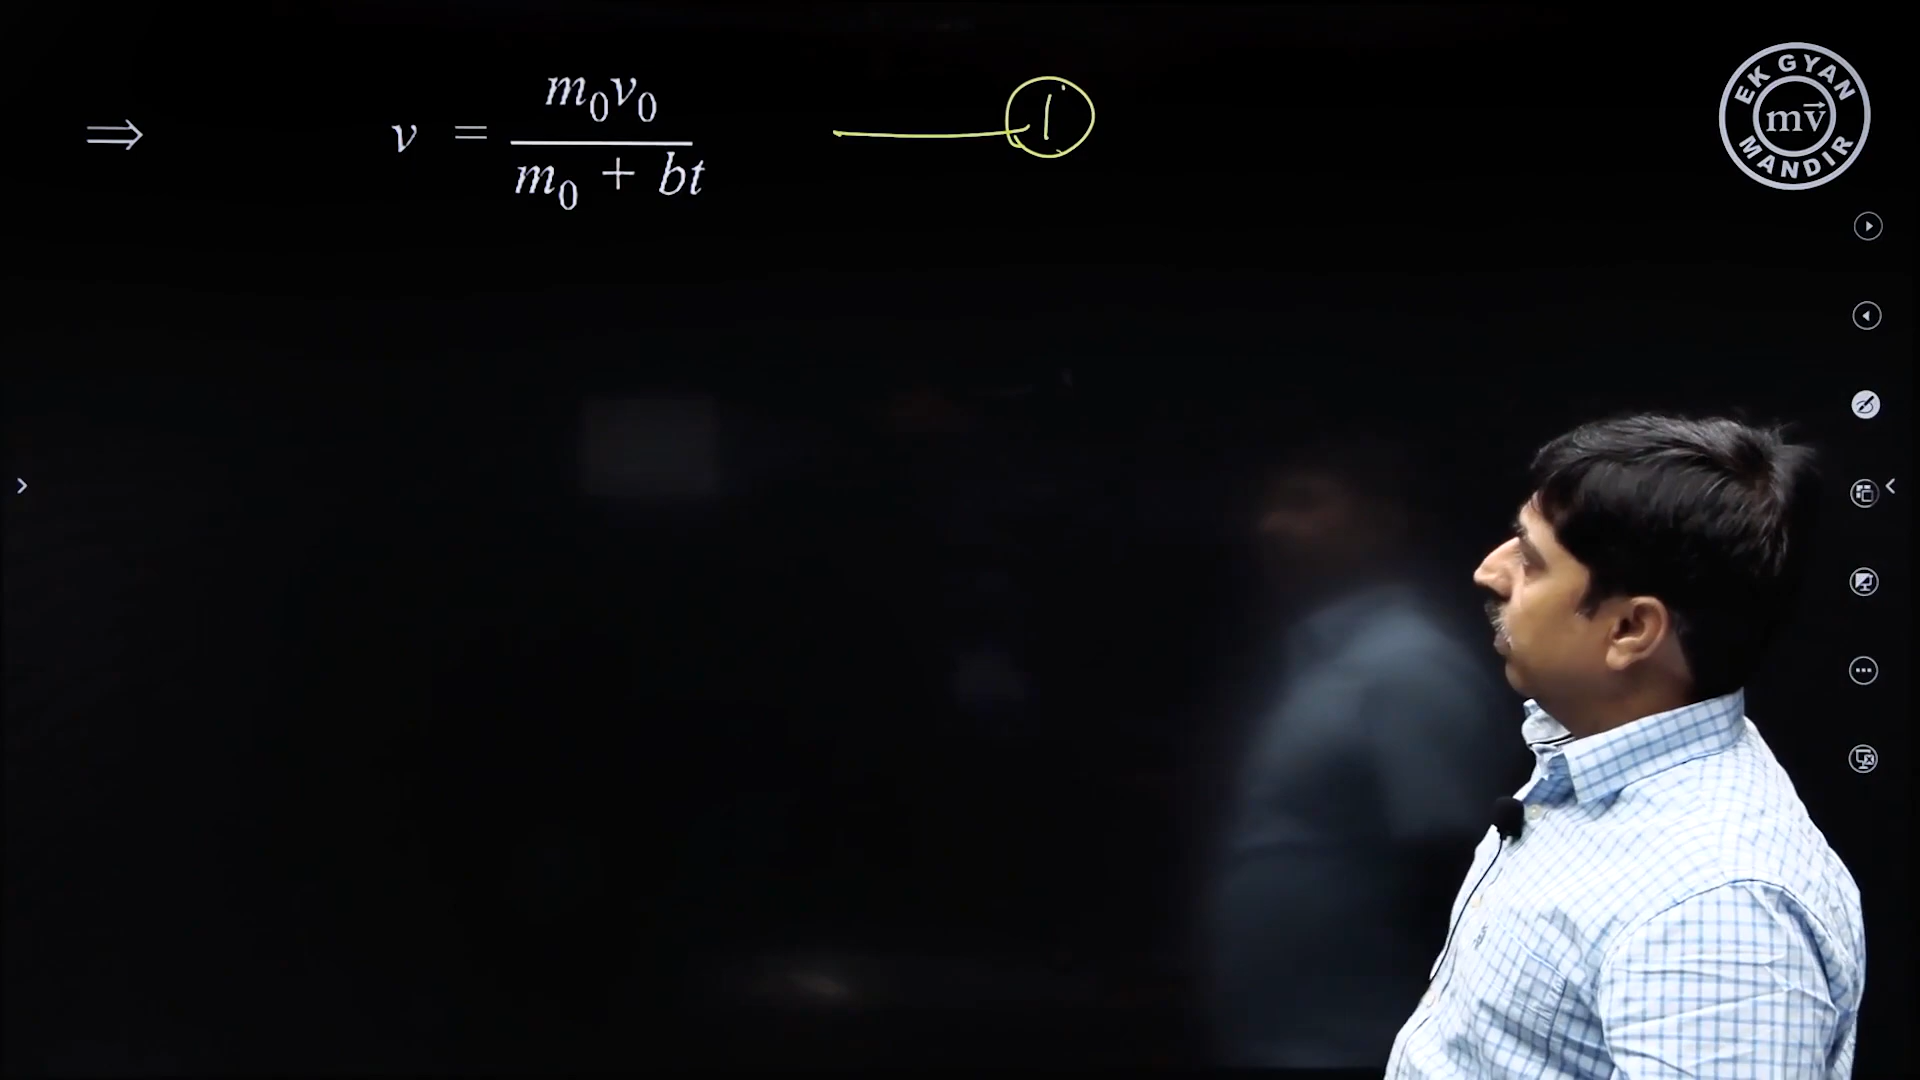 ⇒ v = m₀v₀ / (m₀ + bt) ——— ①
EK GYAN
mv⃗
MANDIR